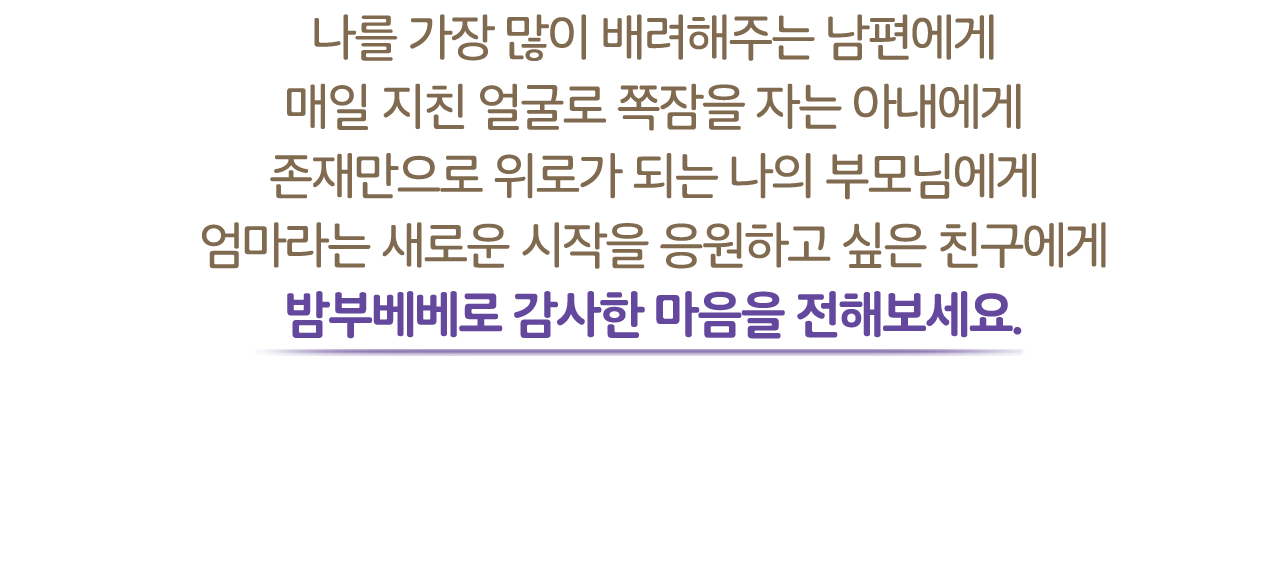 나를 가장 많이 배려해주는 남편에게
매일 지친 얼굴로 쪽잠을 자는 아내에게
존재만으로 위로가 되는 나의 부모님에게
엄마라는 새로운 시작을 응원하고 싶은 친구에게
밤부베베로 감사한 마음을 전해보세요.